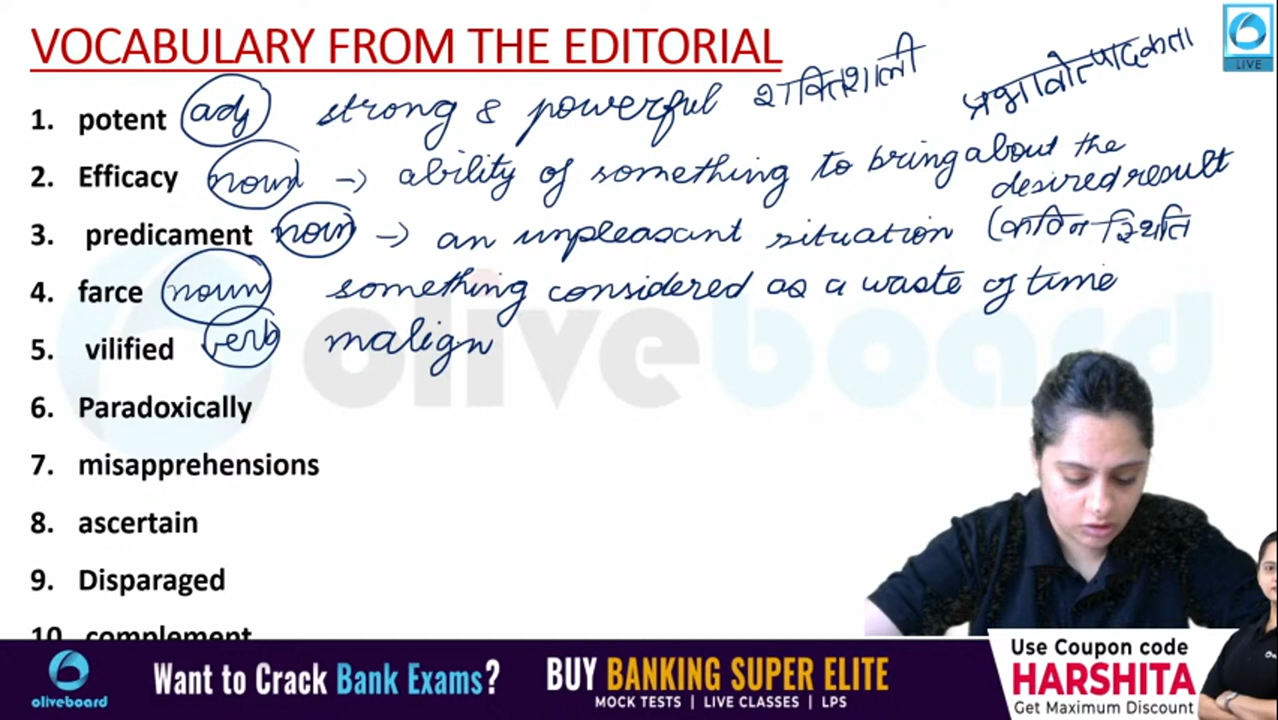 VOCABULARY FROM THE EDITORIAL
LIVE
1. potent adj strong & powerful शक्तिशाली
प्रभावोत्पादकता
2. Efficacy noun → ability of something to bring about the
desired result
3. predicament noun → an unpleasant situation (कठिन स्थिति
4. farce noun something considered as a waste of time
5. vilified verb malign
oliveboard
6. Paradoxically
7. misapprehensions
8. ascertain
9. Disparaged
10. complement
oliveboard
Want to Crack Bank Exams?
BUY BANKING SUPER ELITE
MOCK TESTS | LIVE CLASSES | LPS
Use Coupon code
HARSHITA
Get Maximum Discount